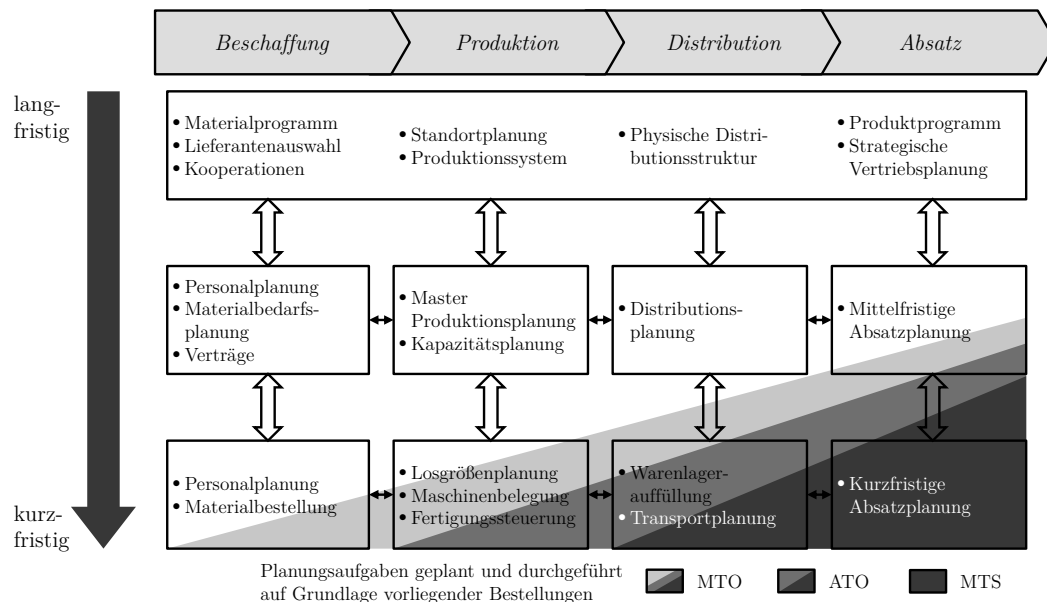 Beschaffung
Produktion
Distribution
Absatz
lang-
fristig
• Materialprogramm
• Lieferantenauswahl
• Kooperationen
• Standortplanung
• Produktionssystem
• Physische Distri-
butionsstruktur
• Produktprogramm
• Strategische
Vertriebsplanung
• Personalplanung
• Materialbedarfs-
planung
• Verträge
• Master
Produktionsplanung
• Kapazitätsplanung
• Distributions-
planung
• Mittelfristige
Absatzplanung
• Personalplanung
• Materialbestellung
• Losgrößenplanung
• Maschinenbelegung
• Fertigungssteuerung
• Warenlager-
auffüllung
• Transportplanung
• Kurzfristige
Absatzplanung
kurz-
fristig
Planungsaufgaben geplant und durchgeführt
auf Grundlage vorliegender Bestellungen
MTO
ATO
MTS